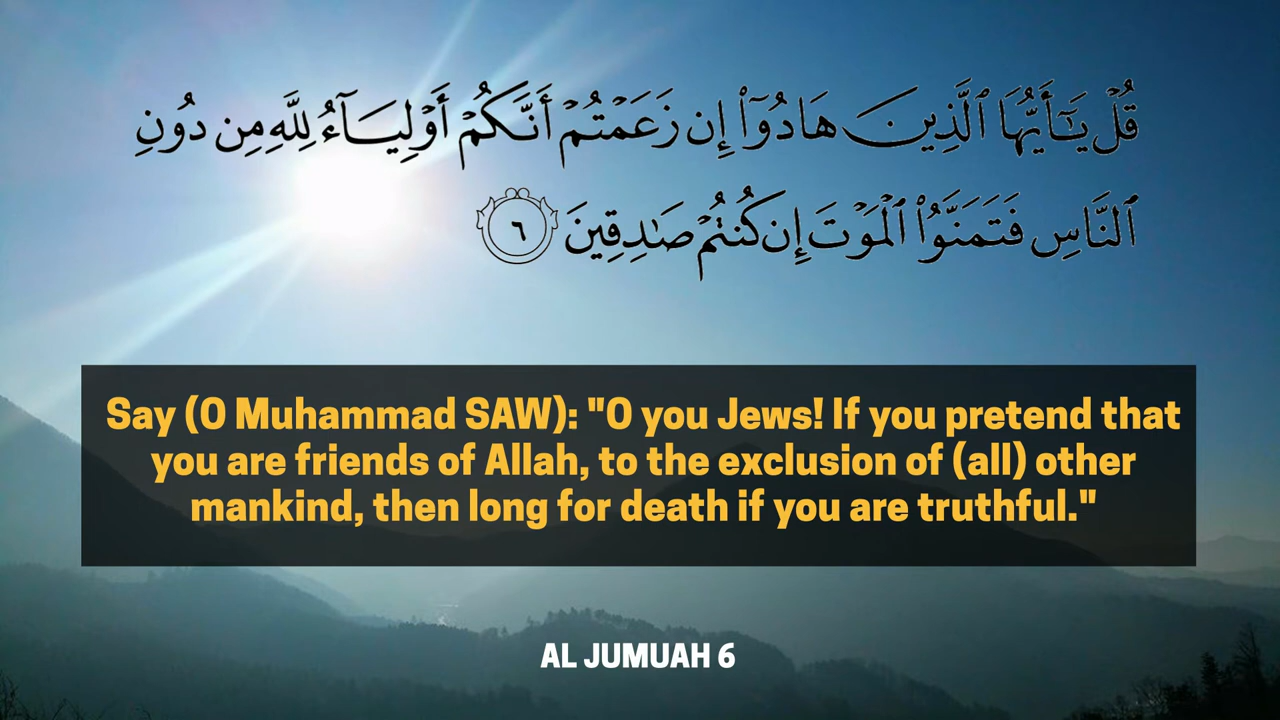 قُلْ يَٰٓأَيُّهَا ٱلَّذِينَ هَادُوٓا۟ إِن زَعَمْتُمْ أَنَّكُمْ أَوْلِيَآءُ لِلَّهِ مِن دُونِ
ٱلنَّاسِ فَتَمَنَّوُا۟ ٱلْمَوْتَ إِن كُنتُمْ صَٰدِقِينَ ٦
Say (O Muhammad SAW): "O you Jews! If you pretend that
you are friends of Allah, to the exclusion of (all) other
mankind, then long for death if you are truthful."
AL JUMUAH 6